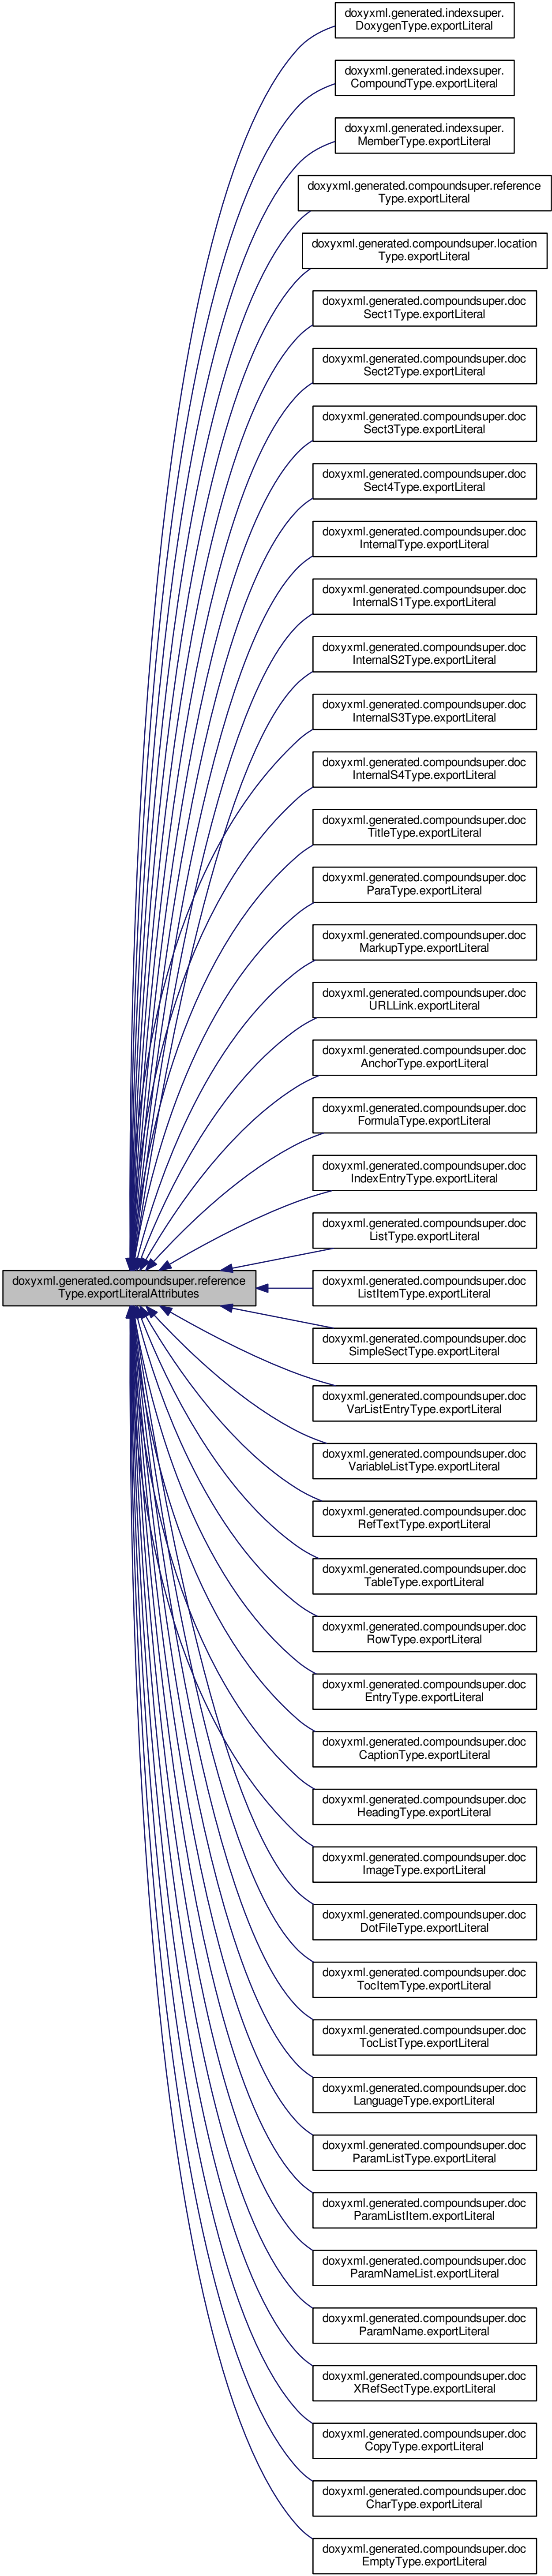 doxyxml.generated.indexsuper.
DoxygenType.exportLiteral
doxyxml.generated.indexsuper.
CompoundType.exportLiteral
doxyxml.generated.indexsuper.
MemberType.exportLiteral
doxyxml.generated.compoundsuper.reference
Type.exportLiteral
doxyxml.generated.compoundsuper.location
Type.exportLiteral
doxyxml.generated.compoundsuper.doc
Sect1Type.exportLiteral
doxyxml.generated.compoundsuper.doc
Sect2Type.exportLiteral
doxyxml.generated.compoundsuper.doc
Sect3Type.exportLiteral
doxyxml.generated.compoundsuper.doc
Sect4Type.exportLiteral
doxyxml.generated.compoundsuper.doc
InternalType.exportLiteral
doxyxml.generated.compoundsuper.doc
InternalS1Type.exportLiteral
doxyxml.generated.compoundsuper.doc
InternalS2Type.exportLiteral
doxyxml.generated.compoundsuper.doc
InternalS3Type.exportLiteral
doxyxml.generated.compoundsuper.doc
InternalS4Type.exportLiteral
doxyxml.generated.compoundsuper.doc
TitleType.exportLiteral
doxyxml.generated.compoundsuper.doc
ParaType.exportLiteral
doxyxml.generated.compoundsuper.doc
MarkupType.exportLiteral
doxyxml.generated.compoundsuper.doc
URLLink.exportLiteral
doxyxml.generated.compoundsuper.doc
AnchorType.exportLiteral
doxyxml.generated.compoundsuper.doc
FormulaType.exportLiteral
doxyxml.generated.compoundsuper.doc
IndexEntryType.exportLiteral
doxyxml.generated.compoundsuper.doc
ListType.exportLiteral
doxyxml.generated.compoundsuper.reference
Type.exportLiteralAttributes
doxyxml.generated.compoundsuper.doc
ListItemType.exportLiteral
doxyxml.generated.compoundsuper.doc
SimpleSectType.exportLiteral
doxyxml.generated.compoundsuper.doc
VarListEntryType.exportLiteral
doxyxml.generated.compoundsuper.doc
VariableListType.exportLiteral
doxyxml.generated.compoundsuper.doc
RefTextType.exportLiteral
doxyxml.generated.compoundsuper.doc
TableType.exportLiteral
doxyxml.generated.compoundsuper.doc
RowType.exportLiteral
doxyxml.generated.compoundsuper.doc
EntryType.exportLiteral
doxyxml.generated.compoundsuper.doc
CaptionType.exportLiteral
doxyxml.generated.compoundsuper.doc
HeadingType.exportLiteral
doxyxml.generated.compoundsuper.doc
ImageType.exportLiteral
doxyxml.generated.compoundsuper.doc
DotFileType.exportLiteral
doxyxml.generated.compoundsuper.doc
TocItemType.exportLiteral
doxyxml.generated.compoundsuper.doc
TocListType.exportLiteral
doxyxml.generated.compoundsuper.doc
LanguageType.exportLiteral
doxyxml.generated.compoundsuper.doc
ParamListType.exportLiteral
doxyxml.generated.compoundsuper.doc
ParamListItem.exportLiteral
doxyxml.generated.compoundsuper.doc
ParamNameList.exportLiteral
doxyxml.generated.compoundsuper.doc
ParamName.exportLiteral
doxyxml.generated.compoundsuper.doc
XRefSectType.exportLiteral
doxyxml.generated.compoundsuper.doc
CopyType.exportLiteral
doxyxml.generated.compoundsuper.doc
CharType.exportLiteral
doxyxml.generated.compoundsuper.doc
EmptyType.exportLiteral